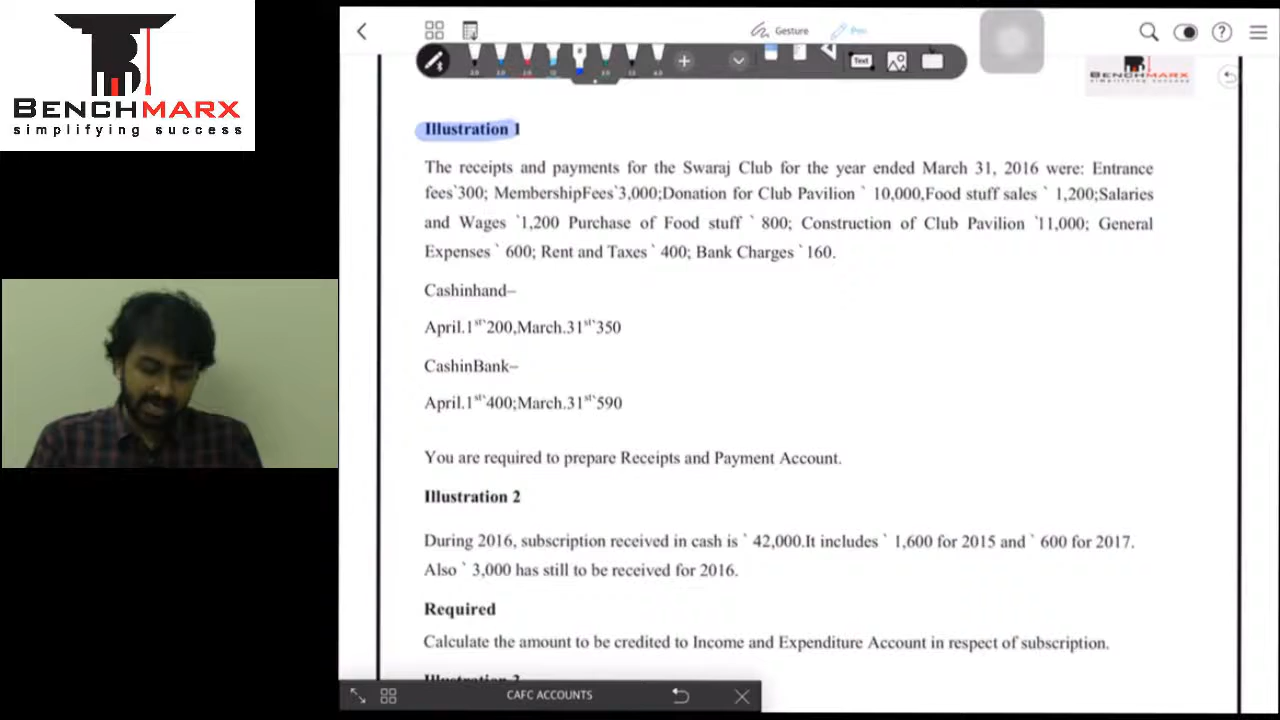 BENCHMARX
simplifying success
Gesture
Pen
Text
BENCHMARX
simplifying success
Illustration 1
The receipts and payments for the Swaraj Club for the year ended March 31, 2016 were: Entrance
fees`300; MembershipFees`3,000;Donation for Club Pavilion ` 10,000,Food stuff sales ` 1,200;Salaries
and Wages `1,200 Purchase of Food stuff ` 800; Construction of Club Pavilion `11,000; General
Expenses ` 600; Rent and Taxes ` 400; Bank Charges `160.
Cashinhand–
April.1st`200,March.31st`350
CashinBank–
April.1st`400;March.31st`590
You are required to prepare Receipts and Payment Account.
Illustration 2
During 2016, subscription received in cash is ` 42,000.It includes ` 1,600 for 2015 and ` 600 for 2017.
Also ` 3,000 has still to be received for 2016.
Required
Calculate the amount to be credited to Income and Expenditure Account in respect of subscription.
CAFC ACCOUNTS